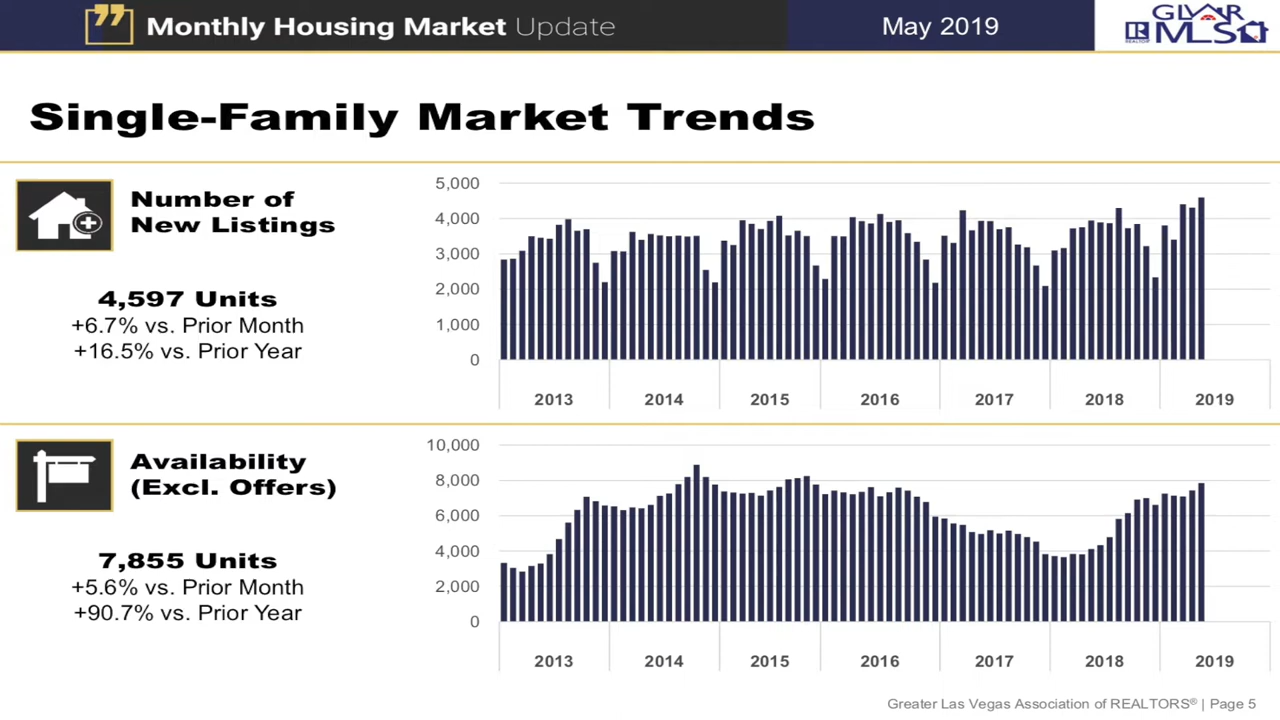 Monthly Housing Market Update
May 2019
GLVAR
MLS
Single-Family Market Trends
Number of
New Listings
4,597 Units
+6.7% vs. Prior Month
+16.5% vs. Prior Year
5,000
4,000
3,000
2,000
1,000
0
2013 2014 2015 2016 2017 2018 2019
Availability
(Excl. Offers)
7,855 Units
+5.6% vs. Prior Month
+90.7% vs. Prior Year
10,000
8,000
6,000
4,000
2,000
0
2013 2014 2015 2016 2017 2018 2019
Greater Las Vegas Association of REALTORS® | Page 5